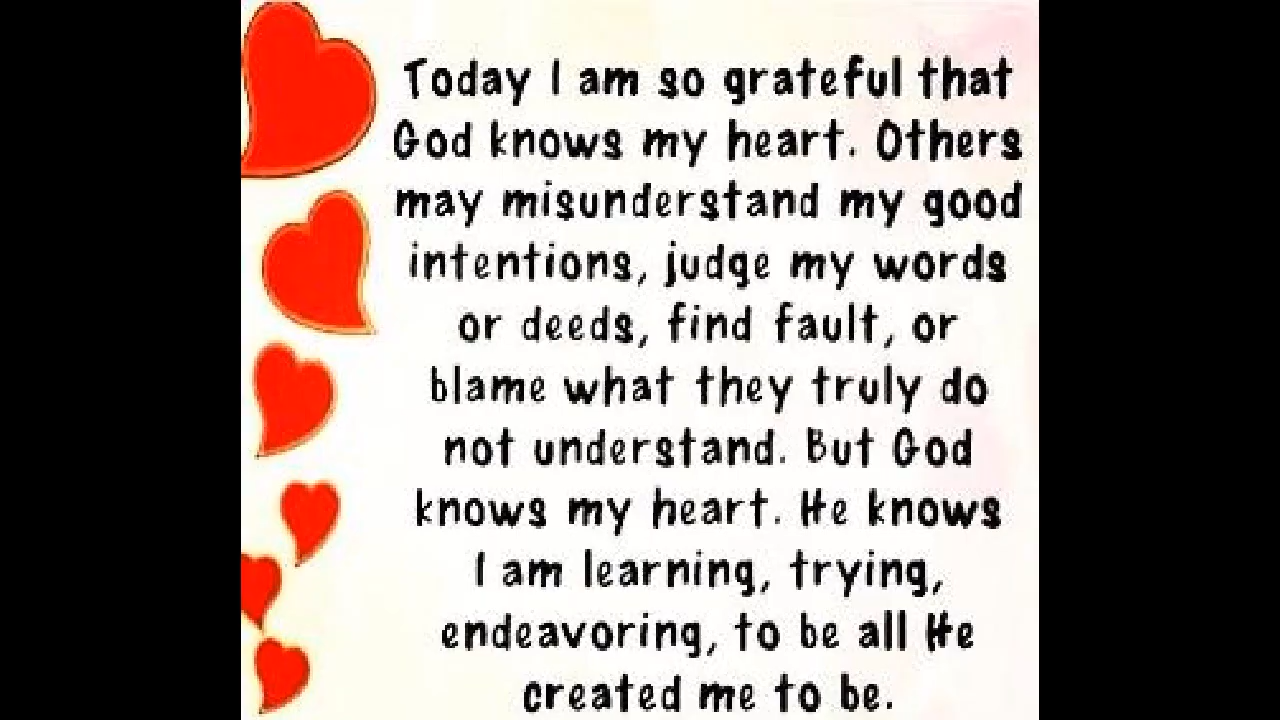 Today I am so grateful that
God knows my heart. Others
may misunderstand my good
intentions, judge my words
or deeds, find fault, or
blame what they truly do
not understand. But God
knows my heart. He knows
I am learning, trying,
endeavoring, to be all He
created me to be.